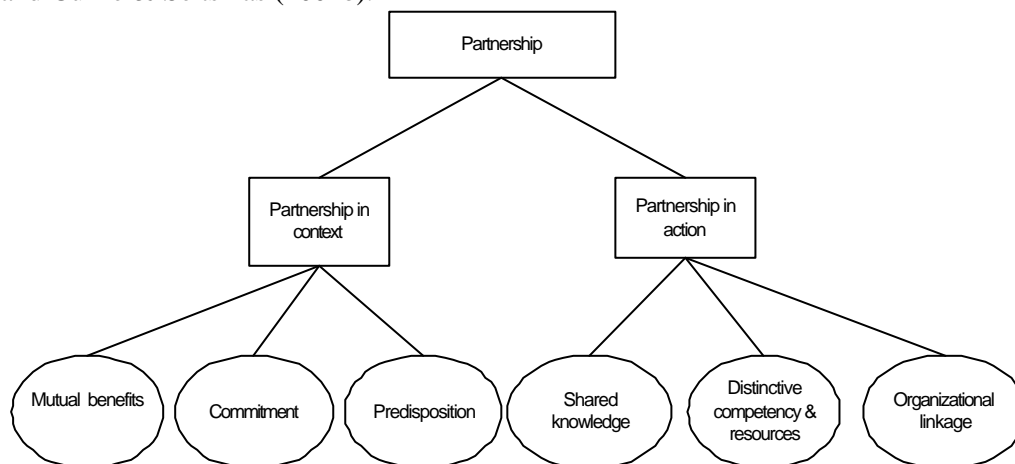 Partnership
Partnership in
context
Partnership in
action
Mutual benefits
Commitment
Predisposition
Shared
knowledge
Distinctive
competency &
resources
Organizational
linkage